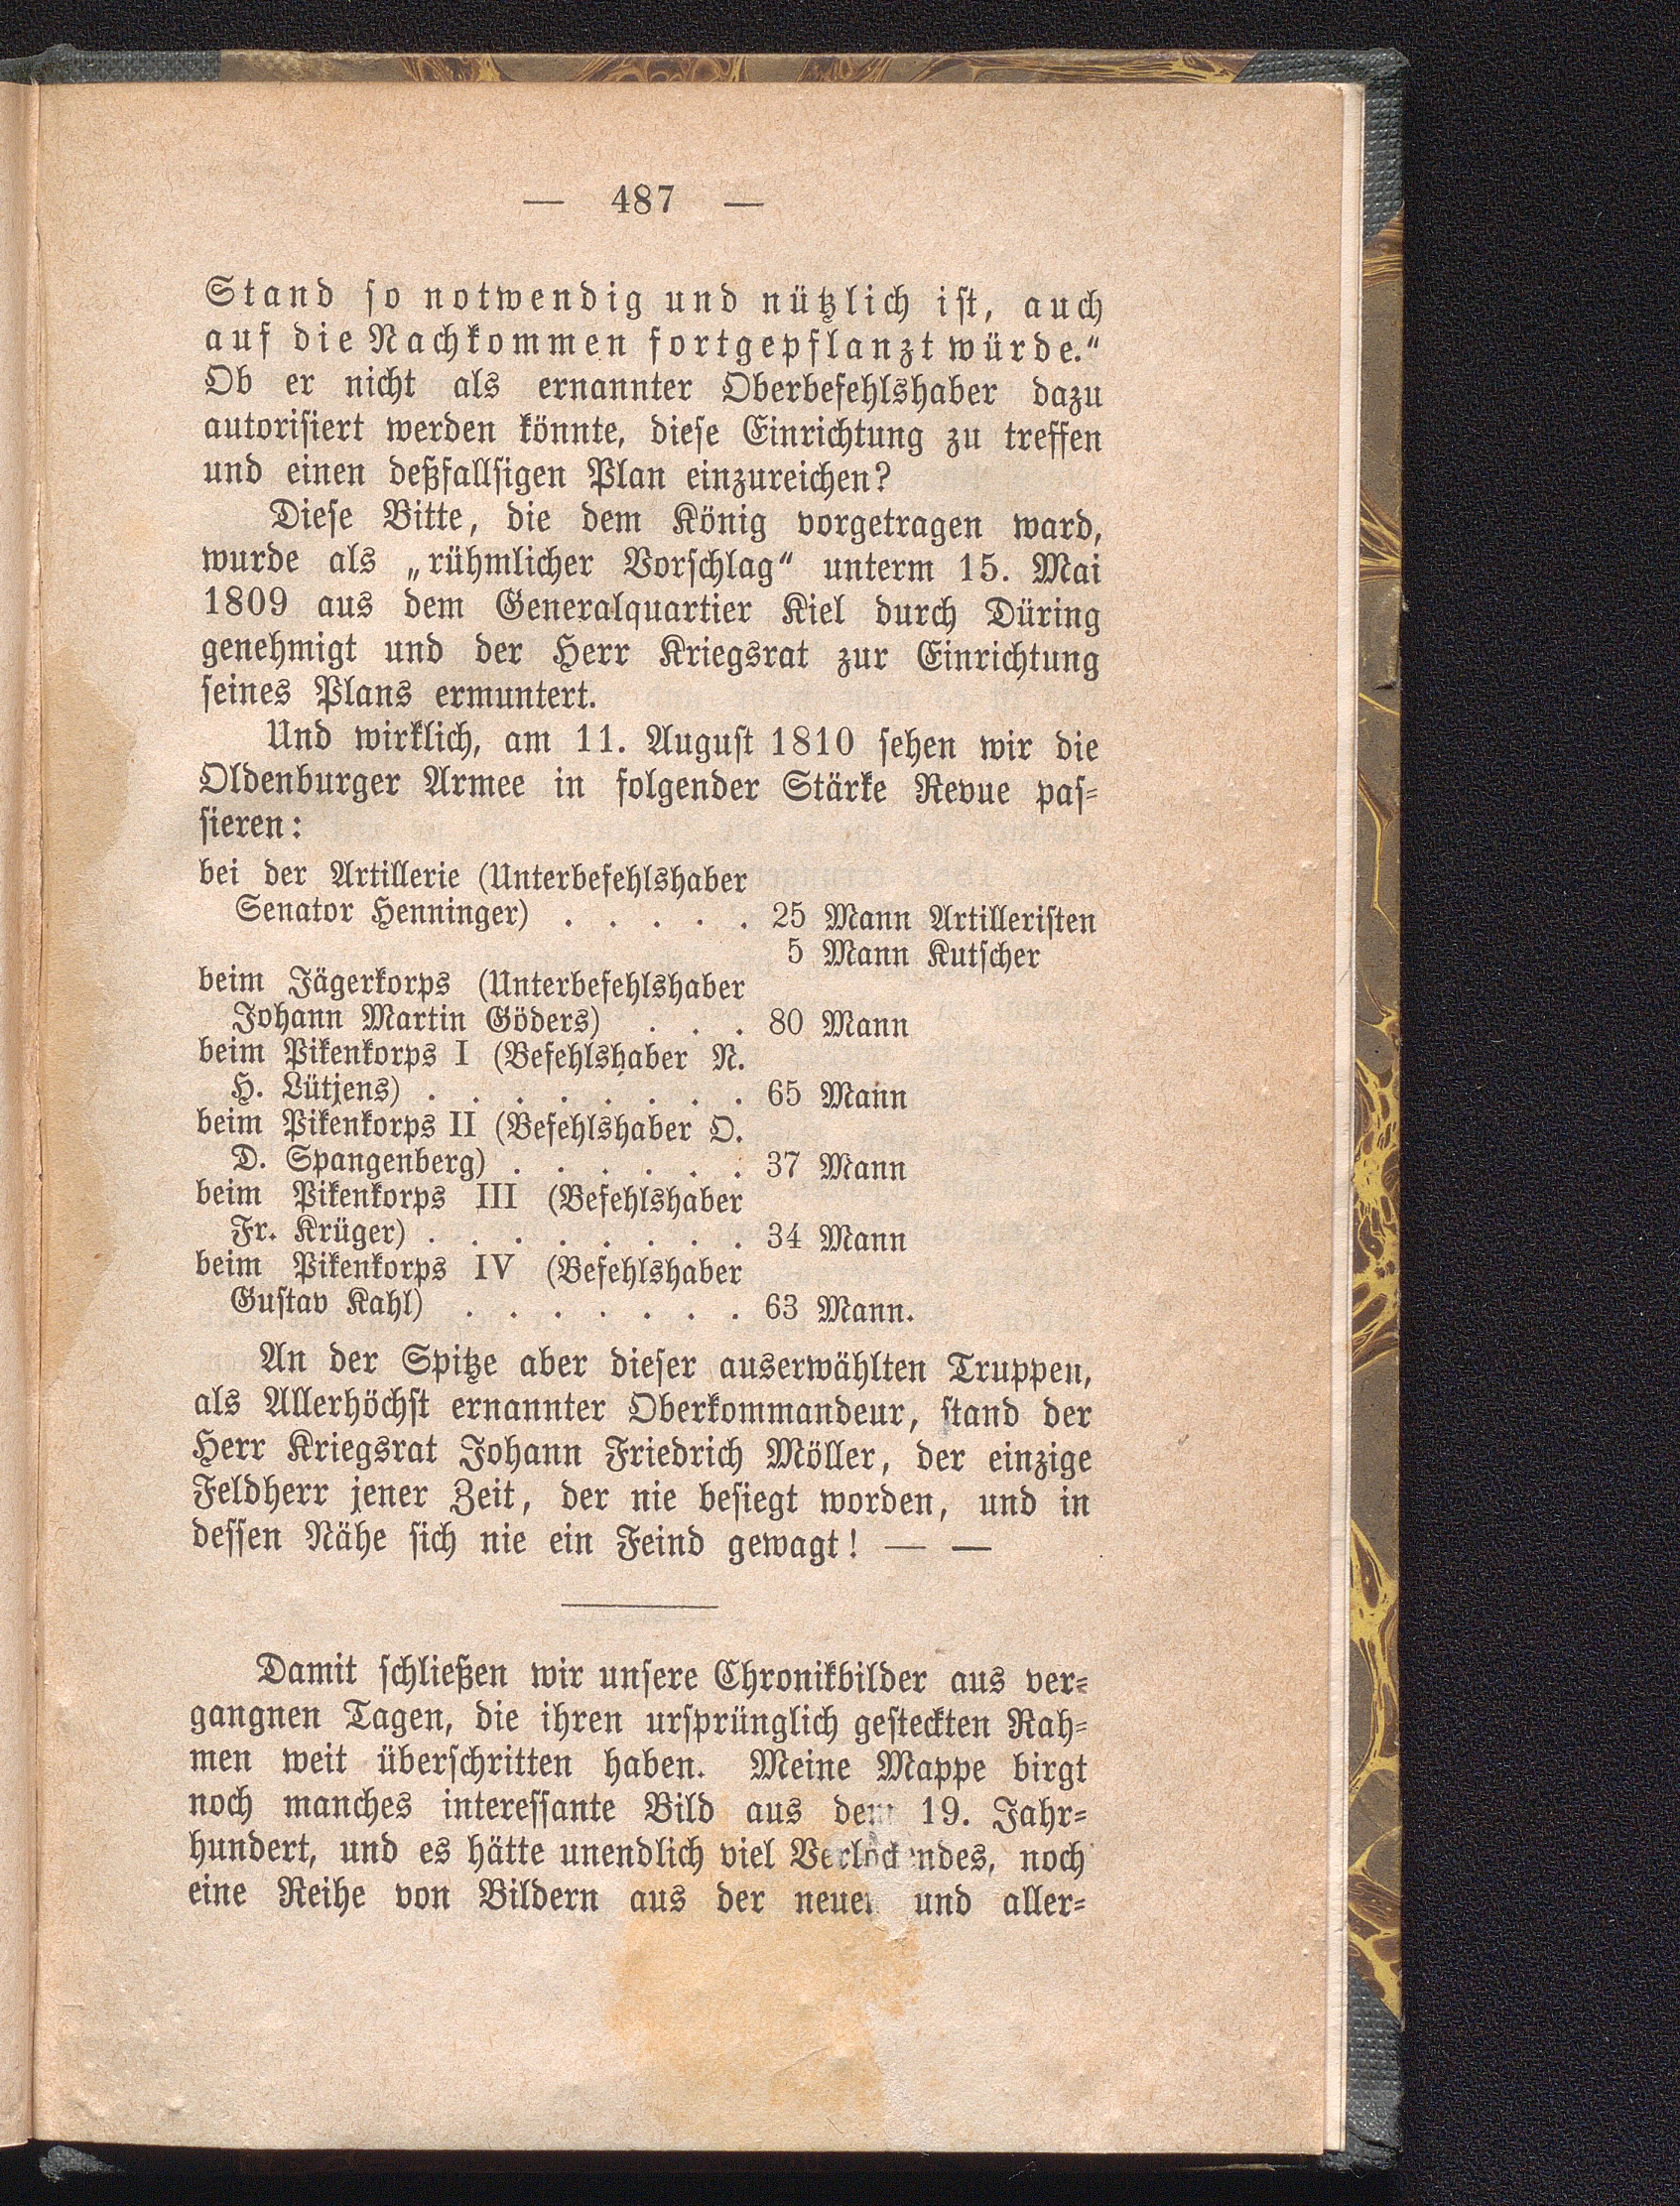 — 487 —
Stand so notwendig und nützlich ist, auch
auf die Nachkommen fortgepflanzt würde.“
Ob er nicht als ernannter Oberbefehlshaber dazu
autorisiert werden könnte, diese Einrichtung zu treffen
und einen deßfallsigen Plan einzureichen?
Diese Bitte, die dem König vorgetragen ward,
wurde als „rühmlicher Vorschlag“ unterm 15. Mai
1809 aus dem Generalquartier Kiel durch Düring
genehmigt und der Herr Kriegsrat zur Einrichtung
seines Plans ermuntert.
Und wirklich, am 11. August 1810 sehen wir die
Oldenburger Armee in folgender Stärke Revue pas-
sieren:
bei der Artillerie (Unterbefehlshaber
Senator Henninger) . . . . . 25 Mann Artilleristen
5 Mann Kutscher
beim Jägerkorps (Unterbefehlshaber
Johann Martin Göders) . . . 80 Mann
beim Pikenkorps I (Befehlshaber N.
H. Lütjens) . . . . . . . . 65 Mann
beim Pikenkorps II (Befehlshaber O.
D. Spangenberg) . . . . . . 37 Mann
beim Pikenkorps III (Befehlshaber
Fr. Krüger) . . . . . . . . 34 Mann
beim Pikenkorps IV (Befehlshaber
Gustav Kahl) . . . . . . . 63 Mann.
An der Spitze aber dieser auserwählten Truppen,
als Allerhöchst ernannter Oberkommandeur, stand der
Herr Kriegsrat Johann Friedrich Möller, der einzige
Feldherr jener Zeit, der nie besiegt worden, und in
dessen Nähe sich nie ein Feind gewagt! — —
Damit schließen wir unsere Chronikbilder aus ver-
gangnen Tagen, die ihren ursprünglich gesteckten Rah-
men weit überschritten haben. Meine Mappe birgt
noch manches interessante Bild aus dem 19. Jahr-
hundert, und es hätte unendlich viel Verlockendes, noch
eine Reihe von Bildern aus der neuen und aller-